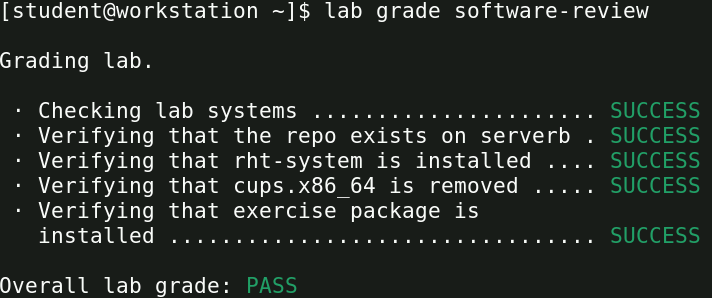 [student@workstation ~]$ lab grade software-review
Grading lab.
· Checking lab systems ...................... SUCCESS
· Verifying that the repo exists on serverb . SUCCESS
· Verifying that rht-system is installed .... SUCCESS
· Verifying that cups.x86_64 is removed ..... SUCCESS
· Verifying that exercise package is
installed ................................. SUCCESS
Overall lab grade: PASS